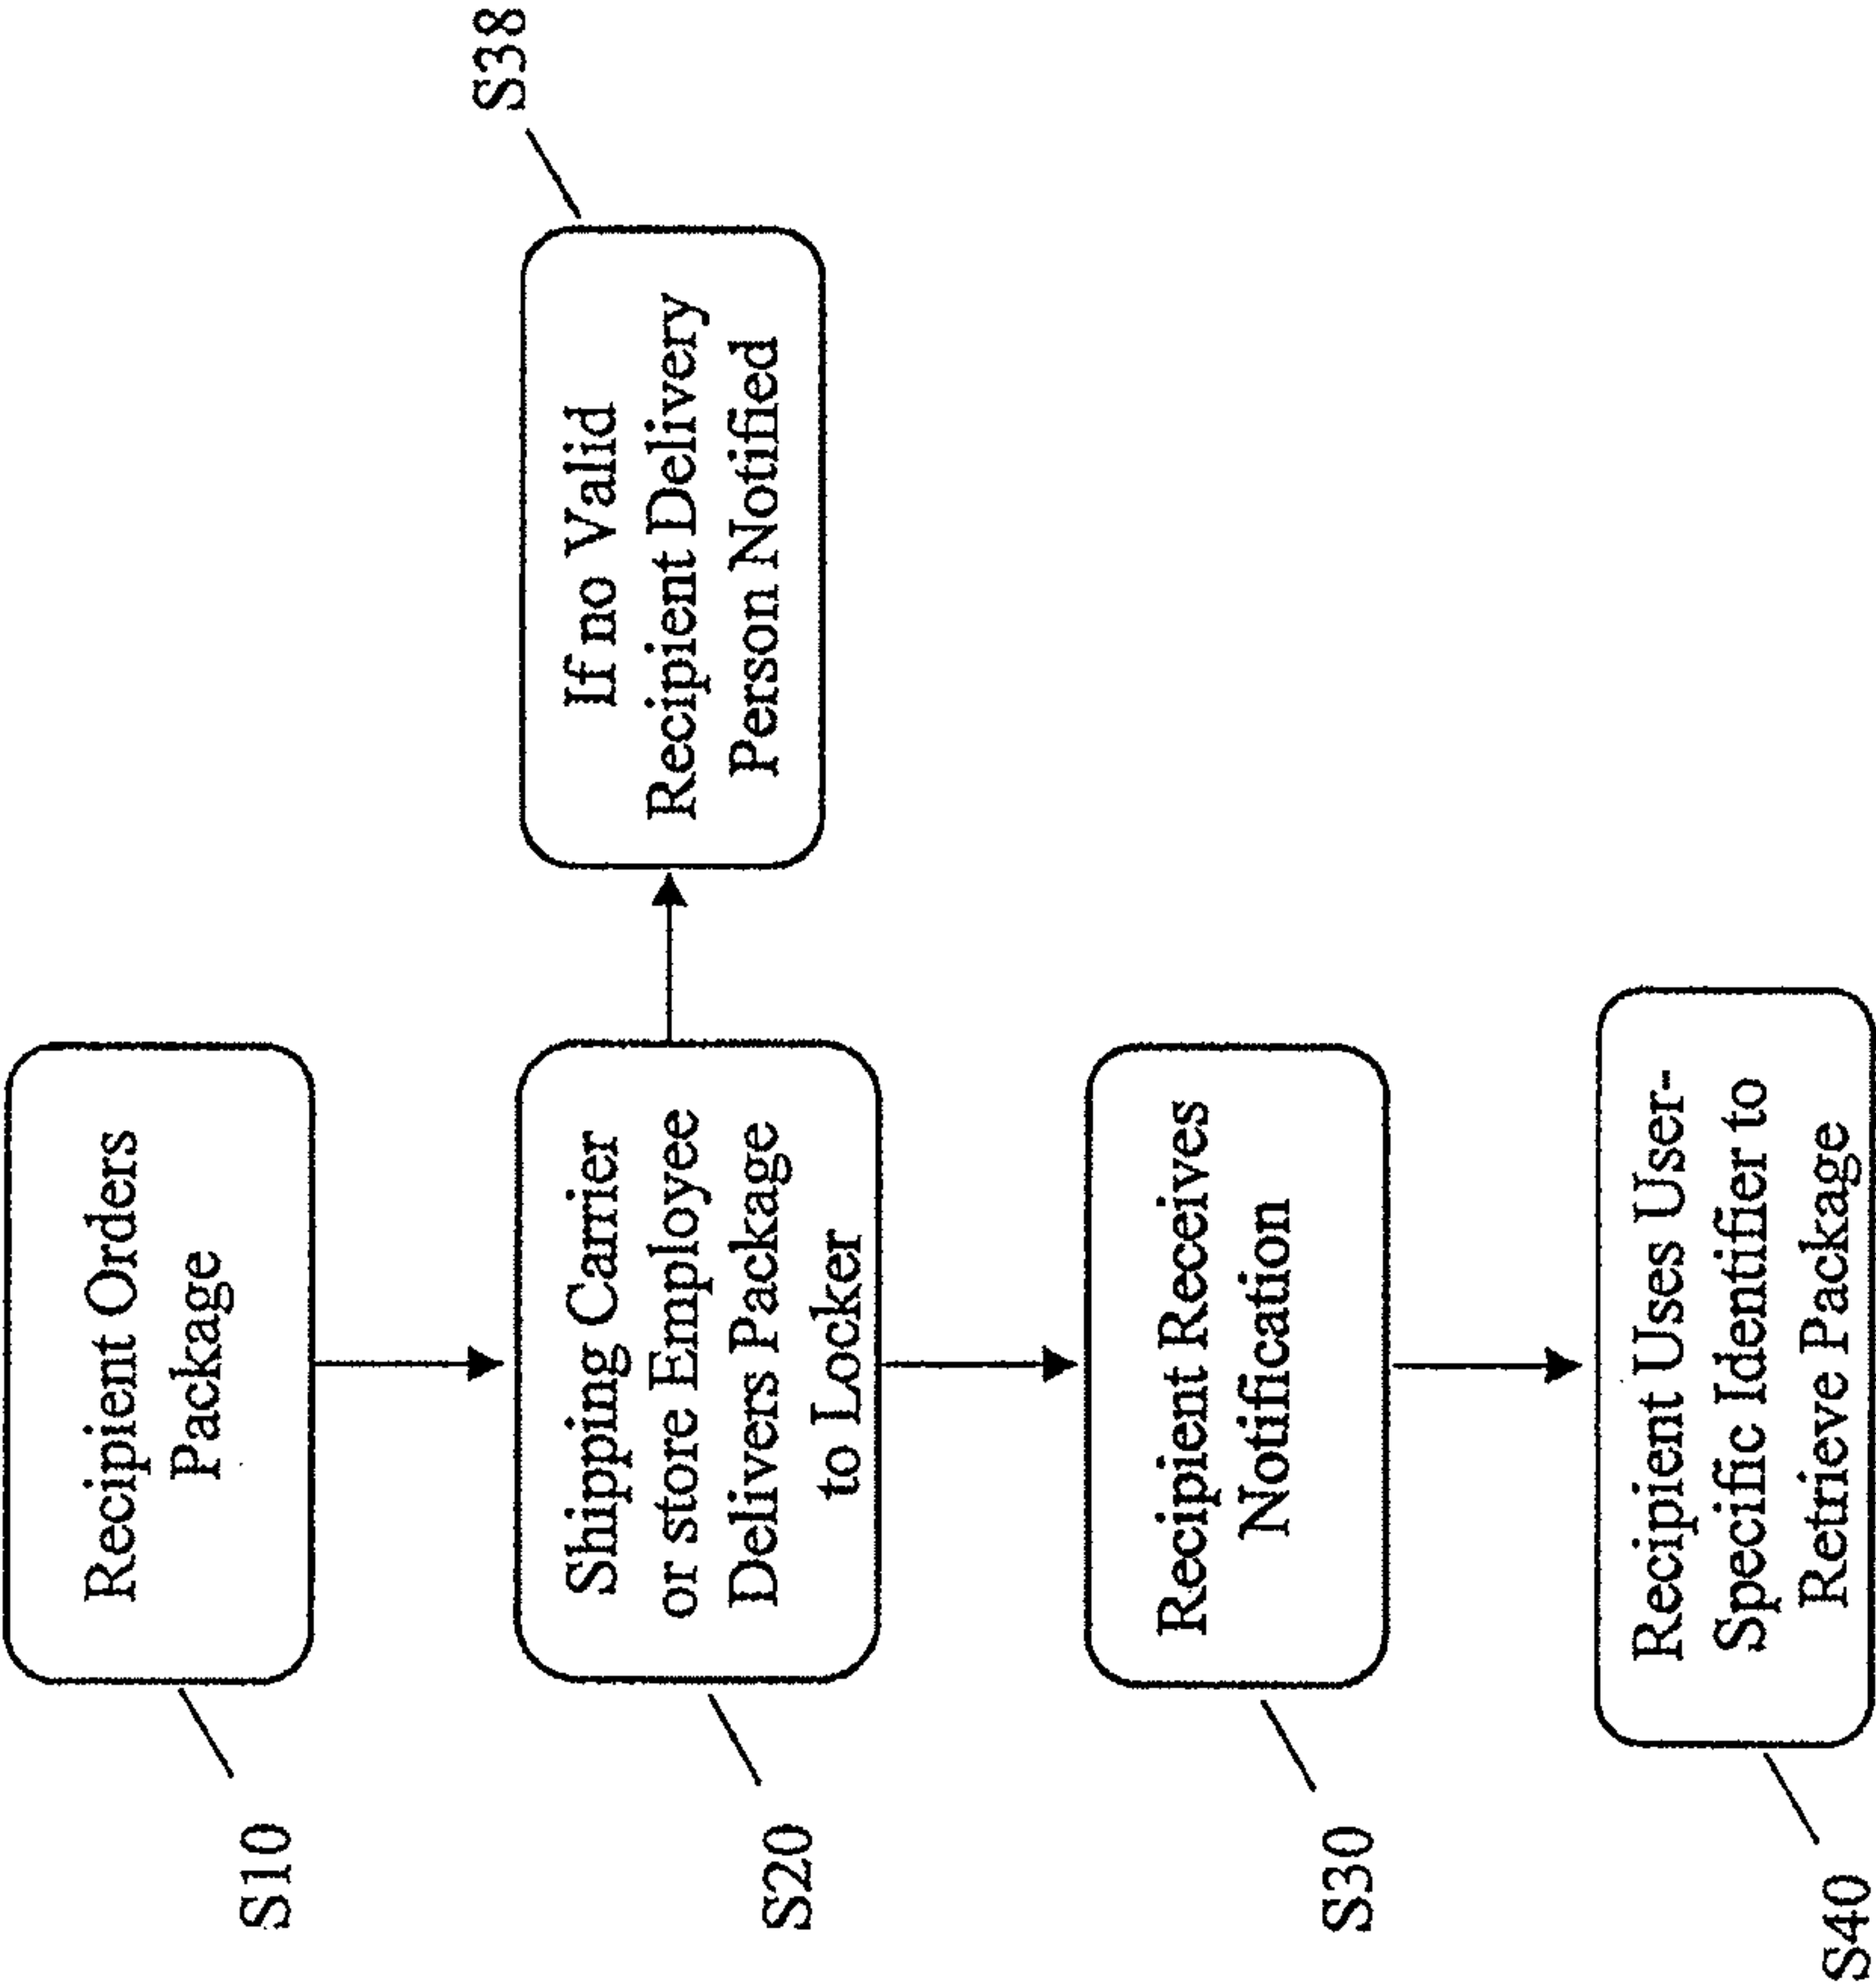 Recipient Orders
Package
S10
Shipping Carrier
or store Employee
Delivers Package
to Locker
S20
If no Valid
Recipient Delivery
Person Notified
S38
Recipient Receives
Notification
S30
Recipient Uses User-
Specific Identifier to
Retrieve Package
S40